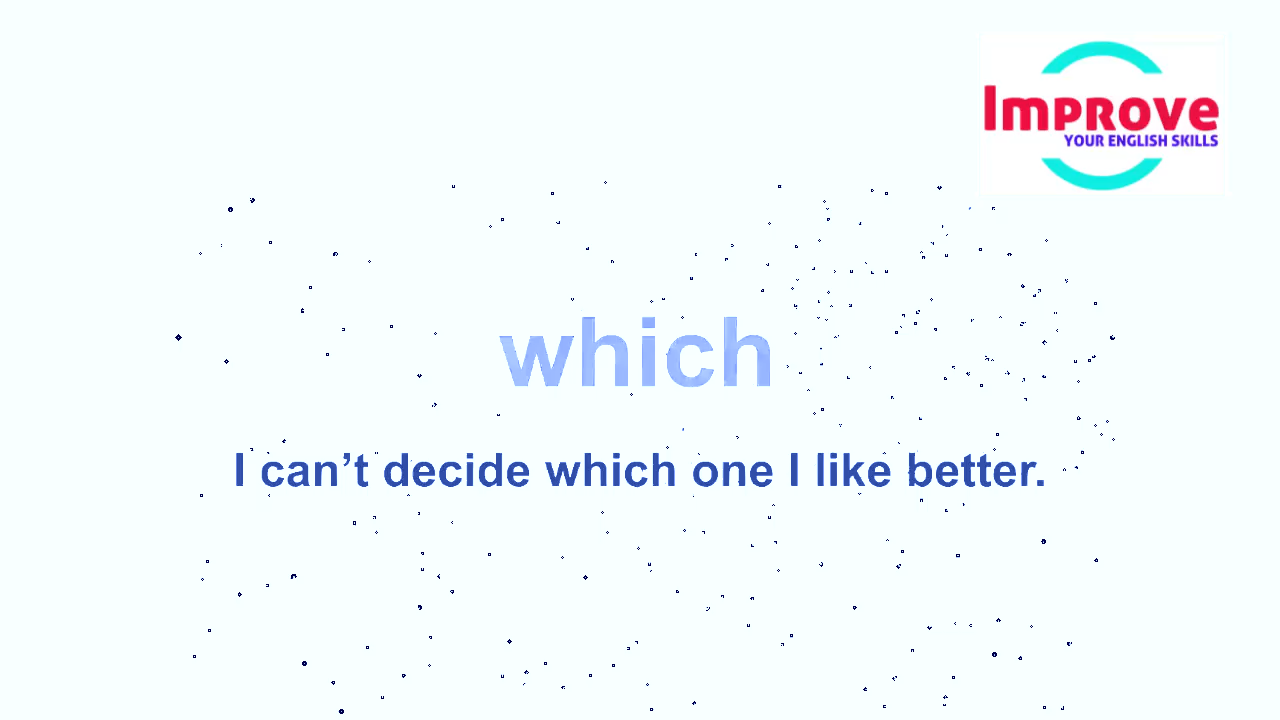 Improve
YOUR ENGLISH SKILLS
which
I can’t decide which one I like better.